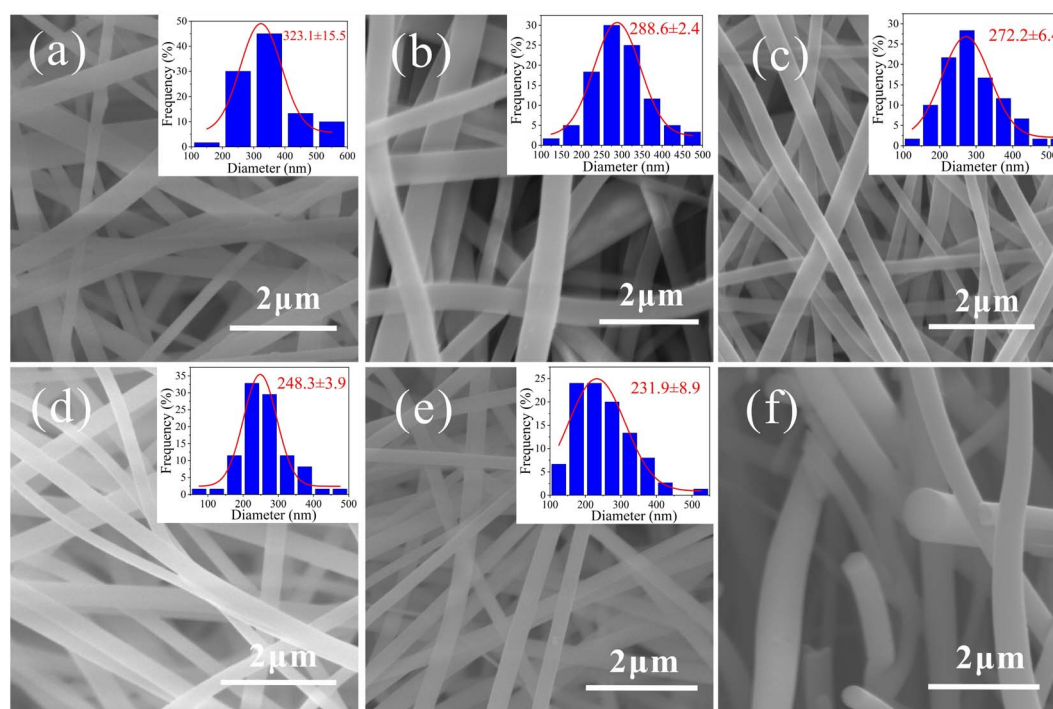 (a)
323.1±15.5
Frequency (%)
50
40
30
20
10
0
100 200 300 400 500 600
Diameter (nm)
2μm
(b)
288.6±2.4
Frequency (%)
30
25
20
15
10
5
0
100 150 200 250 300 350 400 450 500
Diameter (nm)
2μm
(c)
272.2±6.4
Frequency (%)
35
30
25
20
15
10
5
0
100 200 300 400
Diameter (nm)
2μm
(d)
248.3±3.9
Frequency (%)
35
30
25
20
15
10
5
0
100 200 300 400 500
Diameter (nm)
2μm
(e)
231.9±8.9
Frequency (%)
25
20
15
10
5
0
100 200 300 400 500
Diameter (nm)
2μm
(f)
2μm